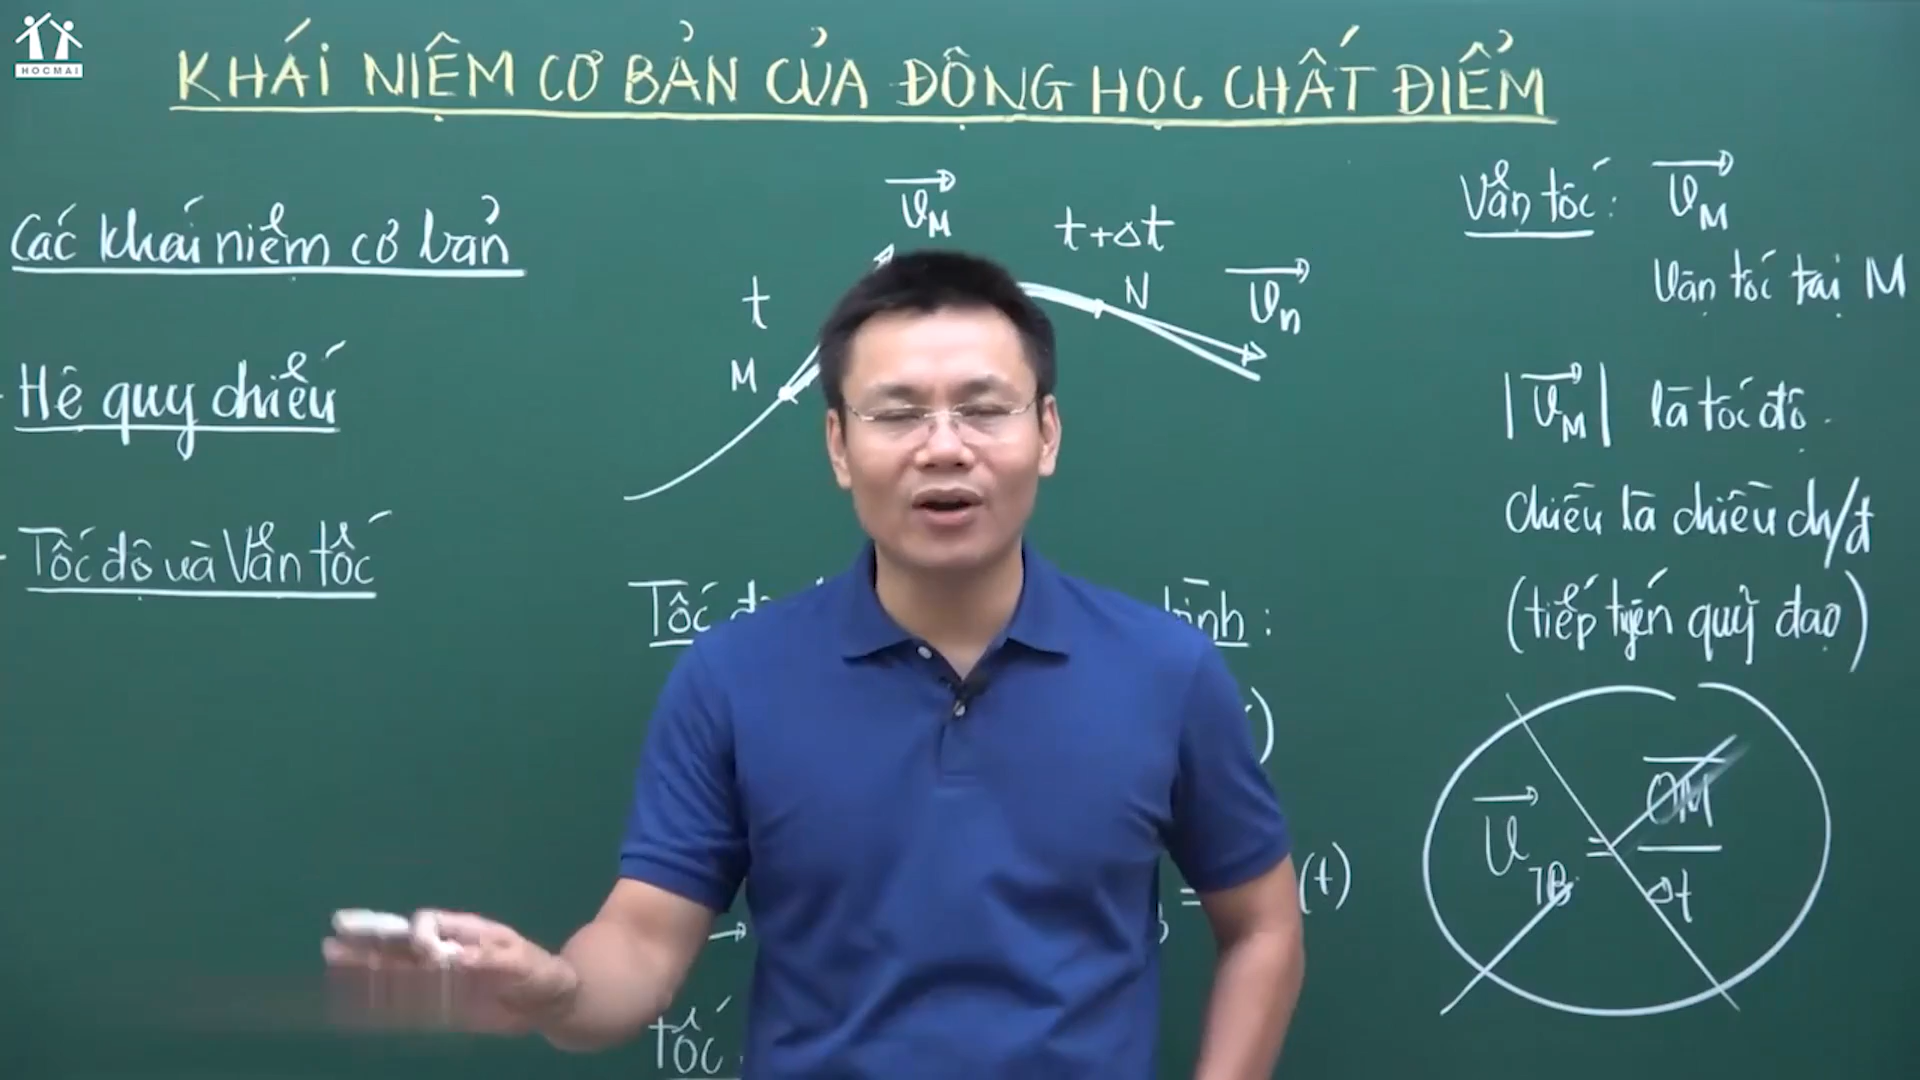 HOCMAI
KHÁI NIỆM CƠ BẢN CỦA ĐỘNG HỌC CHẤT ĐIỂM
Các khái niệm cơ bản
Hệ quy chiếu
Tốc độ và Vận tốc
t
M
v_M
t+Δt
N
v_n
Tốc
bình :
)
= (t)
tốc
Vận tốc: v_M
Vận tốc tại M
|v_M| là tốc độ.
chiều là chiều ch/đ
(tiếp tuyến quỹ đạo)
v_TB = OM
Δt